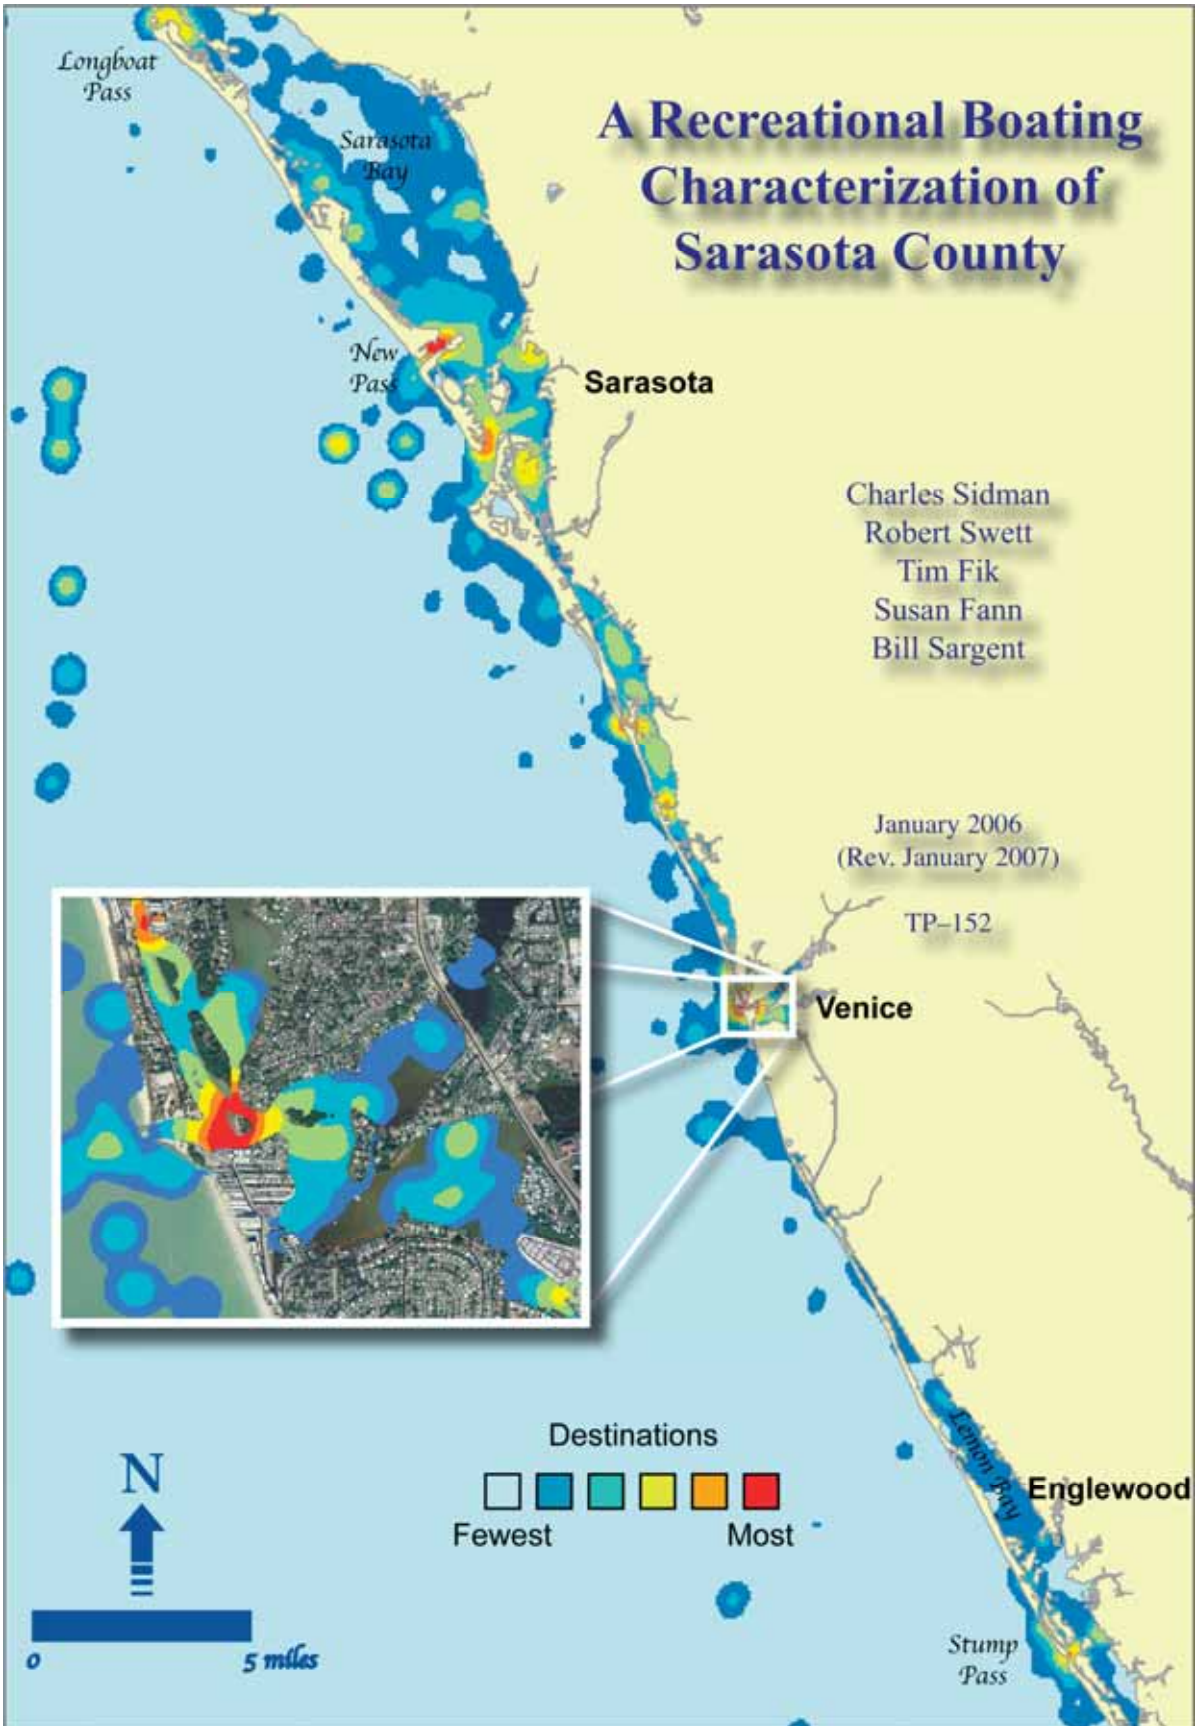 Longboat
Pass
Sarasota
Bay
A Recreational Boating
Characterization of
Sarasota County
New
Pass
Sarasota
Charles Sidman
Robert Swett
Tim Fik
Susan Fann
Bill Sargent
January 2006
(Rev. January 2007)
TP–152
Venice
Destinations
Fewest
Most
N
0
5 miles
Lemon Bay
Englewood
Stump
Pass